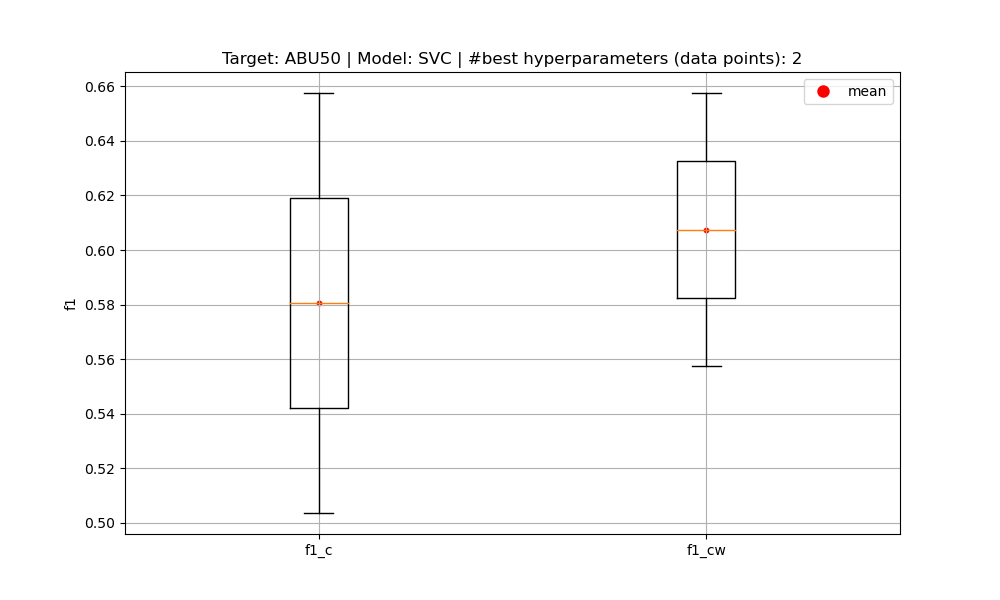 Target: ABU50 | Model: SVC | #best hyperparameters (data points): 2
mean
0.66
0.64
0.62
0.60
0.58
0.56
0.54
0.52
0.50
f1
f1_c
f1_cw